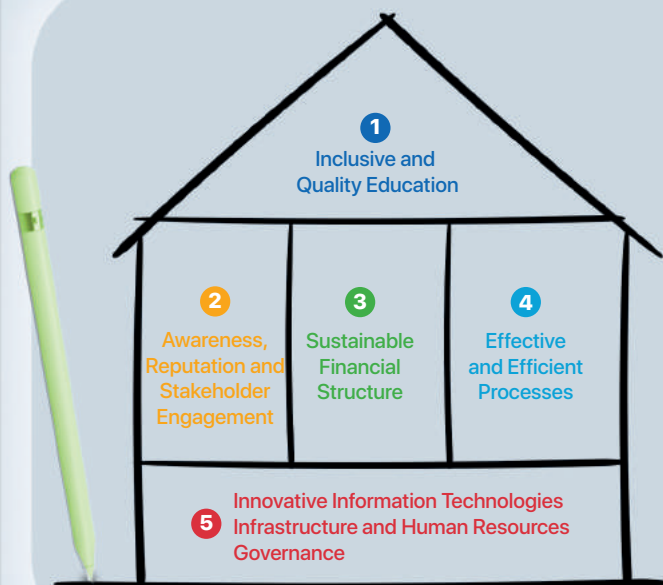 1
Inclusive and
Quality Education
2
Awareness,
Reputation and
Stakeholder
Engagement
3
Sustainable
Financial
Structure
4
Effective
and Efficient
Processes
5
Innovative Information Technologies
Infrastructure and Human Resources
Governance